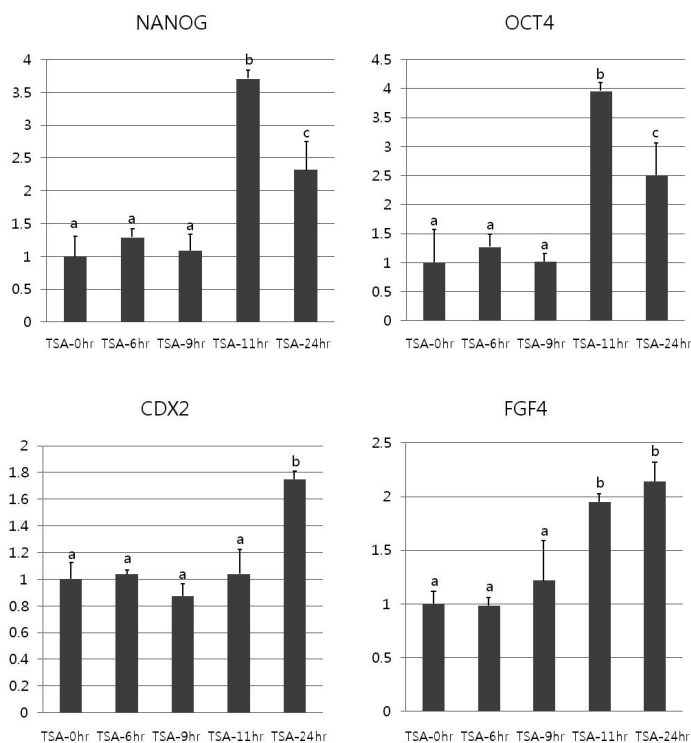 NANOG
4
3.5
3
2.5
2
1.5
1
0.5
0
a
a
a
b
c
TSA-0hr TSA-6hr TSA-9hr TSA-11hr TSA-24hr
OCT4
4.5
4
3.5
3
2.5
2
1.5
1
0.5
0
a
a
a
b
c
TSA-0hr TSA-6hr TSA-9hr TSA-11hr TSA-24hr
CDX2
2
1.8
1.6
1.4
1.2
1
0.8
0.6
0.4
0.2
0
a
a
a
a
b
TSA-0hr TSA-6hr TSA-9hr TSA-11hr TSA-24hr
FGF4
2.5
2
1.5
1
0.5
0
a
a
a
b
b
TSA-0hr TSA-6hr TSA-9hr TSA-11hr TSA-24hr